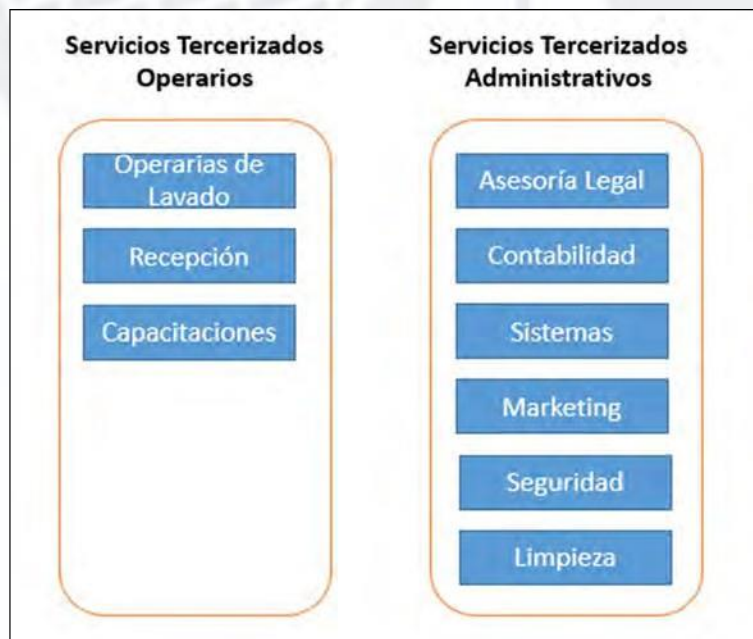 Servicios Tercerizados
Operarios
Operarias de
Lavado
Recepción
Capacitaciones
Servicios Tercerizados
Administrativos
Asesoría Legal
Contabilidad
Sistemas
Marketing
Seguridad
Limpieza